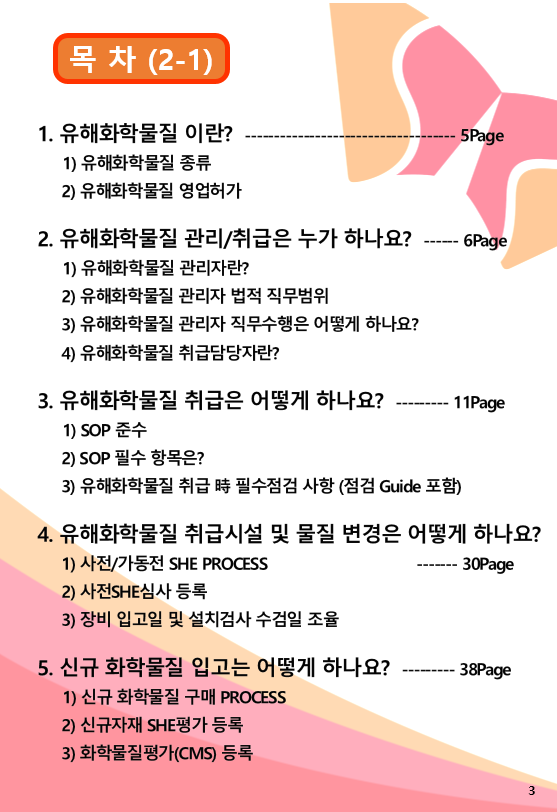 목 차 (2-1)
1. 유해화학물질 이란? ------------------------------------ 5Page
1) 유해화학물질 종류
2) 유해화학물질 영업허가
2. 유해화학물질 관리/취급은 누가 하나요? ------ 6Page
1) 유해화학물질 관리자란?
2) 유해화학물질 관리자 법적 직무범위
3) 유해화학물질 관리자 직무수행은 어떻게 하나요?
4) 유해화학물질 취급담당자란?
3. 유해화학물질 취급은 어떻게 하나요? --------- 11Page
1) SOP 준수
2) SOP 필수 항목은?
3) 유해화학물질 취급 時 필수점검 사항 (점검 Guide 포함)
4. 유해화학물질 취급시설 및 물질 변경은 어떻게 하나요?
1) 사전/가동전 SHE PROCESS ------- 30Page
2) 사전SHE심사 등록
3) 장비 입고일 및 설치검사 수검일 조율
5. 신규 화학물질 입고는 어떻게 하나요? --------- 38Page
1) 신규 화학물질 구매 PROCESS
2) 신규자재 SHE평가 등록
3) 화학물질평가(CMS) 등록
3